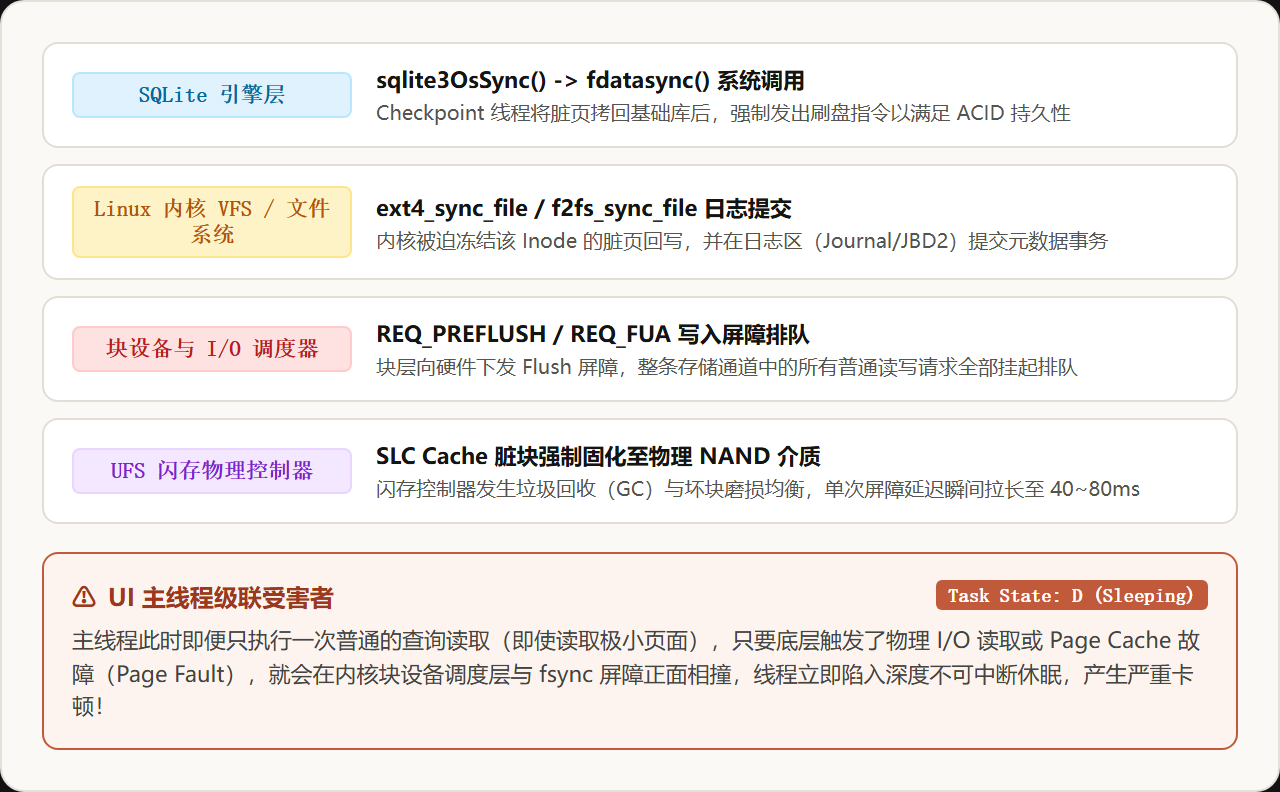 SQLite 引擎层
sqlite3OsSync() -> fdatasync() 系统调用
Checkpoint 线程将脏页拷回基础库后，强制发出刷盘指令以满足 ACID 持久性
Linux 内核 VFS / 文件
系统
ext4_sync_file / f2fs_sync_file 日志提交
内核被迫冻结该 Inode 的脏页回写，并在日志区（Journal/JBD2）提交元数据事务
块设备与 I/O 调度器
REQ_PREFLUSH / REQ_FUA 写入屏障排队
块层向硬件下发 Flush 屏障，整条存储通道中的所有普通读写请求全部挂起排队
UFS 闪存物理控制器
SLC Cache 脏块强制固化至物理 NAND 介质
闪存控制器发生垃圾回收（GC）与坏块磨损均衡，单次屏障延迟瞬间拉长至 40~80ms
UI 主线程级联受害者
Task State: D (Sleeping)
主线程此时即便只执行一次普通的查询读取（即使读取极小页面），只要底层触发了物理 I/O 读取或 Page Cache 故
障（Page Fault），就会在内核块设备调度层与 fsync 屏障正面相撞，线程立即陷入深度不可中断休眠，产生严重卡
顿！